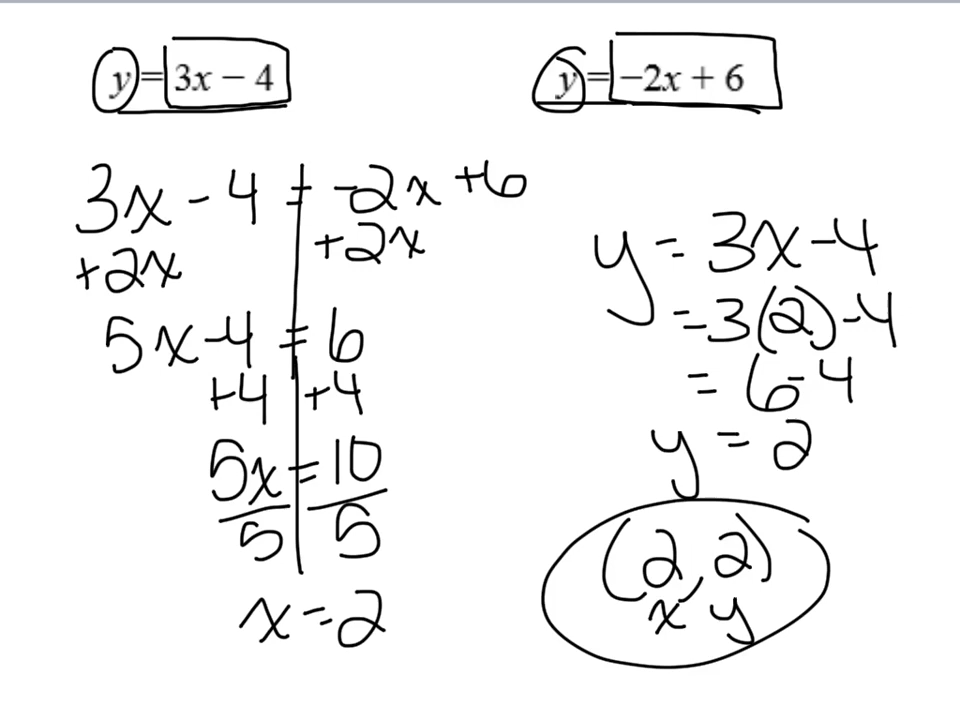 y = 3x − 4
y = −2x + 6
3x - 4 = -2x + 6
+2x +2x
5x - 4 = 6
+4 +4
5x = 10
5 5
x = 2
y = 3x - 4
= 3(2) - 4
= 6 - 4
y = 2
(2, 2)
x y